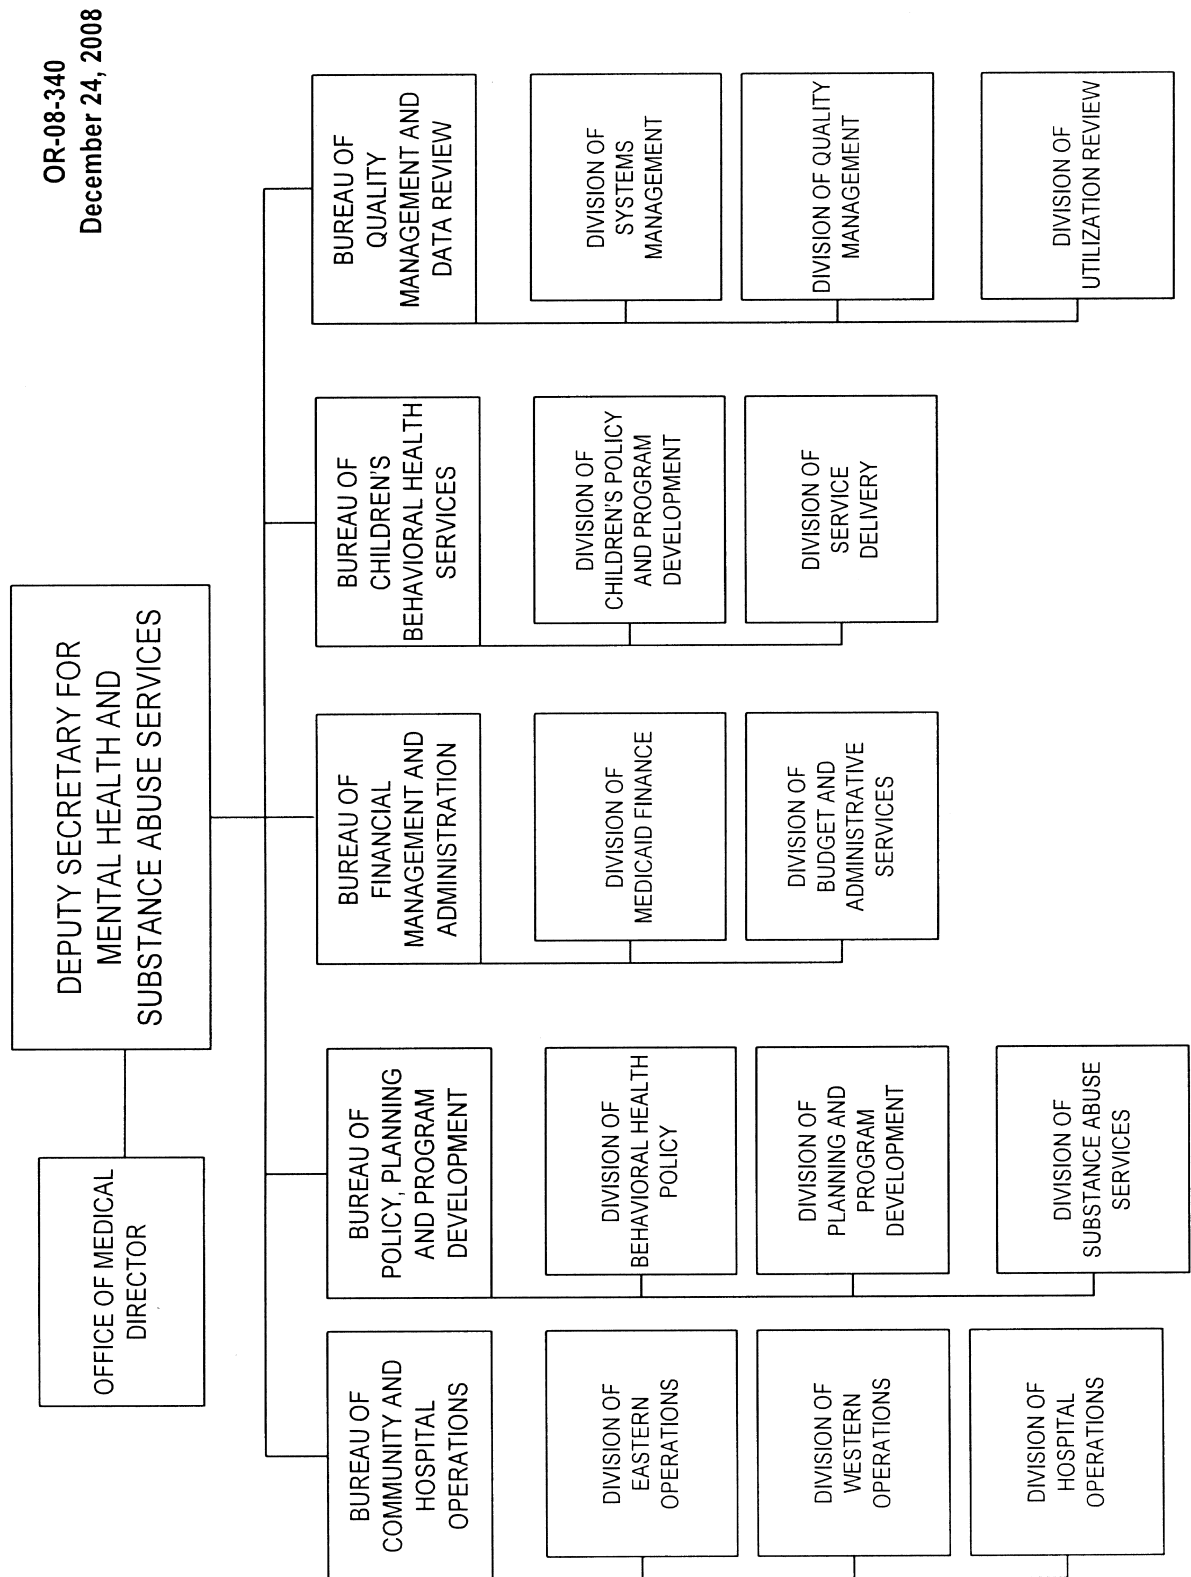 OR-08-340
December 24, 2008
DEPUTY SECRETARY FOR
MENTAL HEALTH AND
SUBSTANCE ABUSE SERVICES
OFFICE OF MEDICAL
DIRECTOR
BUREAU OF
COMMUNITY AND
HOSPITAL
OPERATIONS
DIVISION OF
EASTERN
OPERATIONS
DIVISION OF
WESTERN
OPERATIONS
DIVISION OF
HOSPITAL
OPERATIONS
BUREAU OF
POLICY, PLANNING
AND PROGRAM
DEVELOPMENT
DIVISION OF
BEHAVIORAL HEALTH
POLICY
DIVISION OF
PLANNING AND
PROGRAM
DEVELOPMENT
DIVISION OF
SUBSTANCE ABUSE
SERVICES
BUREAU OF
FINANCIAL
MANAGEMENT AND
ADMINISTRATION
DIVISION OF
MEDICAID FINANCE
DIVISION OF
BUDGET AND
ADMINISTRATIVE
SERVICES
BUREAU OF
CHILDREN'S
BEHAVIORAL HEALTH
SERVICES
DIVISION OF
CHILDREN'S POLICY
AND PROGRAM
DEVELOPMENT
DIVISION OF
SERVICE
DELIVERY
BUREAU OF
QUALITY
MANAGEMENT AND
DATA REVIEW
DIVISION OF
SYSTEMS
MANAGEMENT
DIVISION OF QUALITY
MANAGEMENT
DIVISION OF
UTILIZATION REVIEW